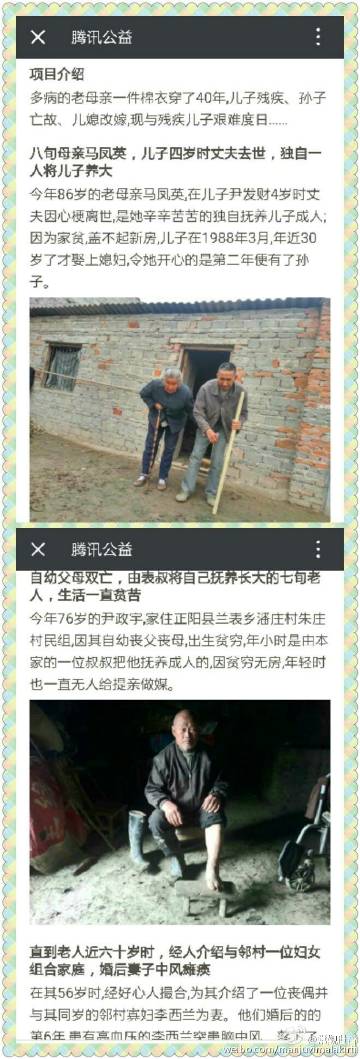 腾讯公益
项目介绍
多病的老母亲一件棉衣穿了40年,儿子残疾、孙子
亡故、儿媳改嫁,现与残疾儿子艰难度日……
八旬母亲马凤英，儿子四岁时丈夫去世，独自一
人将儿子养大
今年86岁的老母亲马凤英,在儿子尹发财4岁时丈
夫因心梗离世,是她辛辛苦苦的独自抚养儿子成人;
因为家贫,盖不起新房,儿子在1988年3月,年近30
岁了才娶上媳妇,令她开心的是第二年便有了孙
子。
腾讯公益
自幼父母双亡，由表叔将自己抚养长大的七旬老
人，生活一直贫苦
今年76岁的尹政宇,家住正阳县兰表乡潘庄村朱庄
村民组,因其自幼丧父丧母,出生贫穷,年小时是由本
家的一位叔叔把他抚养成人的,因贫穷无房,年轻时
也一直无人给提亲做媒。
直到老人近六十岁时，经人介绍与邻村一位妇女
组合家庭，婚后妻子中风瘫痪
在其56岁时,经好心人撮合,为其介绍了一位丧偶并
与其同岁的邻村寡妇李西兰为妻。他们婚后的的
第6年,患有高血压的李西兰突患脑中风